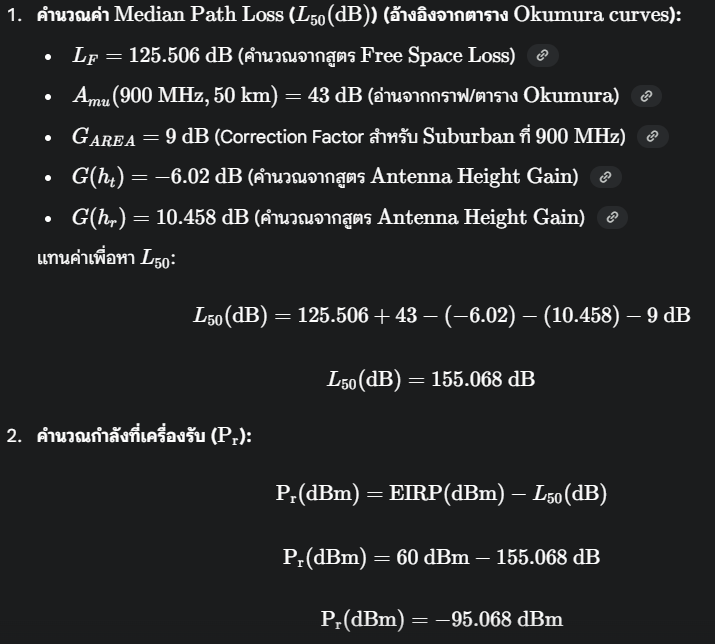 1. คำนวณค่า Median Path Loss (L₅₀(dB)) (อ้างอิงจากตาราง Okumura curves):
• L_F = 125.506 dB (คำนวณจากสูตร Free Space Loss)
• A_mu(900 MHz, 50 km) = 43 dB (อ่านจากกราฟ/ตาราง Okumura)
• G_AREA = 9 dB (Correction Factor สำหรับ Suburban ที่ 900 MHz)
• G(h_t) = −6.02 dB (คำนวณจากสูตร Antenna Height Gain)
• G(h_r) = 10.458 dB (คำนวณจากสูตร Antenna Height Gain)
แทนค่าเพื่อหา L₅₀:
L₅₀(dB) = 125.506 + 43 − (−6.02) − (10.458) − 9 dB
L₅₀(dB) = 155.068 dB
2. คำนวณกำลังที่เครื่องรับ (P_r):
P_r(dBm) = EIRP(dBm) − L₅₀(dB)
P_r(dBm) = 60 dBm − 155.068 dB
P_r(dBm) = −95.068 dBm